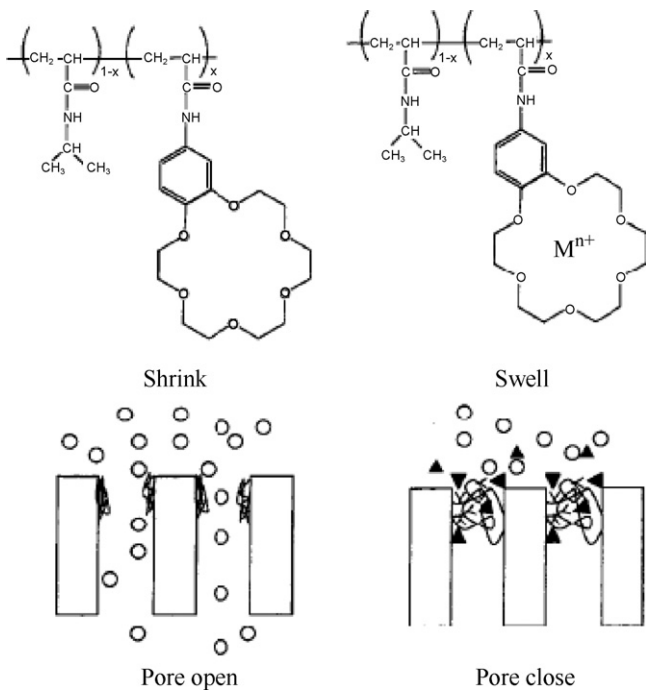 CH₂—CH CH₂—CH
1-x x
C=O C=O
NH NH
CH
CH₃ CH₃
O O
O O
O O
Shrink
CH₂—CH CH₂—CH
1-x x
C=O C=O
NH NH
CH
CH₃ CH₃
O O
O O
O O
Mⁿ⁺
Swell
Pore open
Pore close